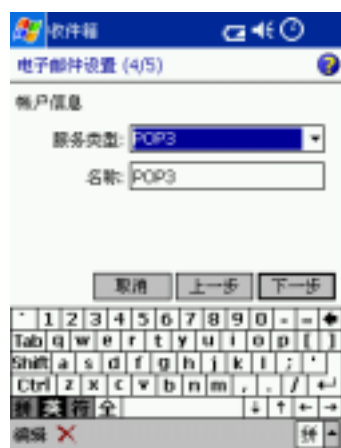 收件箱
电子邮件设置 (4/5)
帐户信息
服务类型: POP3
名称: POP3
取消 上一步 下一步
` 1 2 3 4 5 6 7 8 9 0 - =
Tab q w e r t y u i o p [ ]
Shift a s d f g h j k l ; '
Ctrl z x c v b n m , . /
拼 英 符 全
编辑 拼